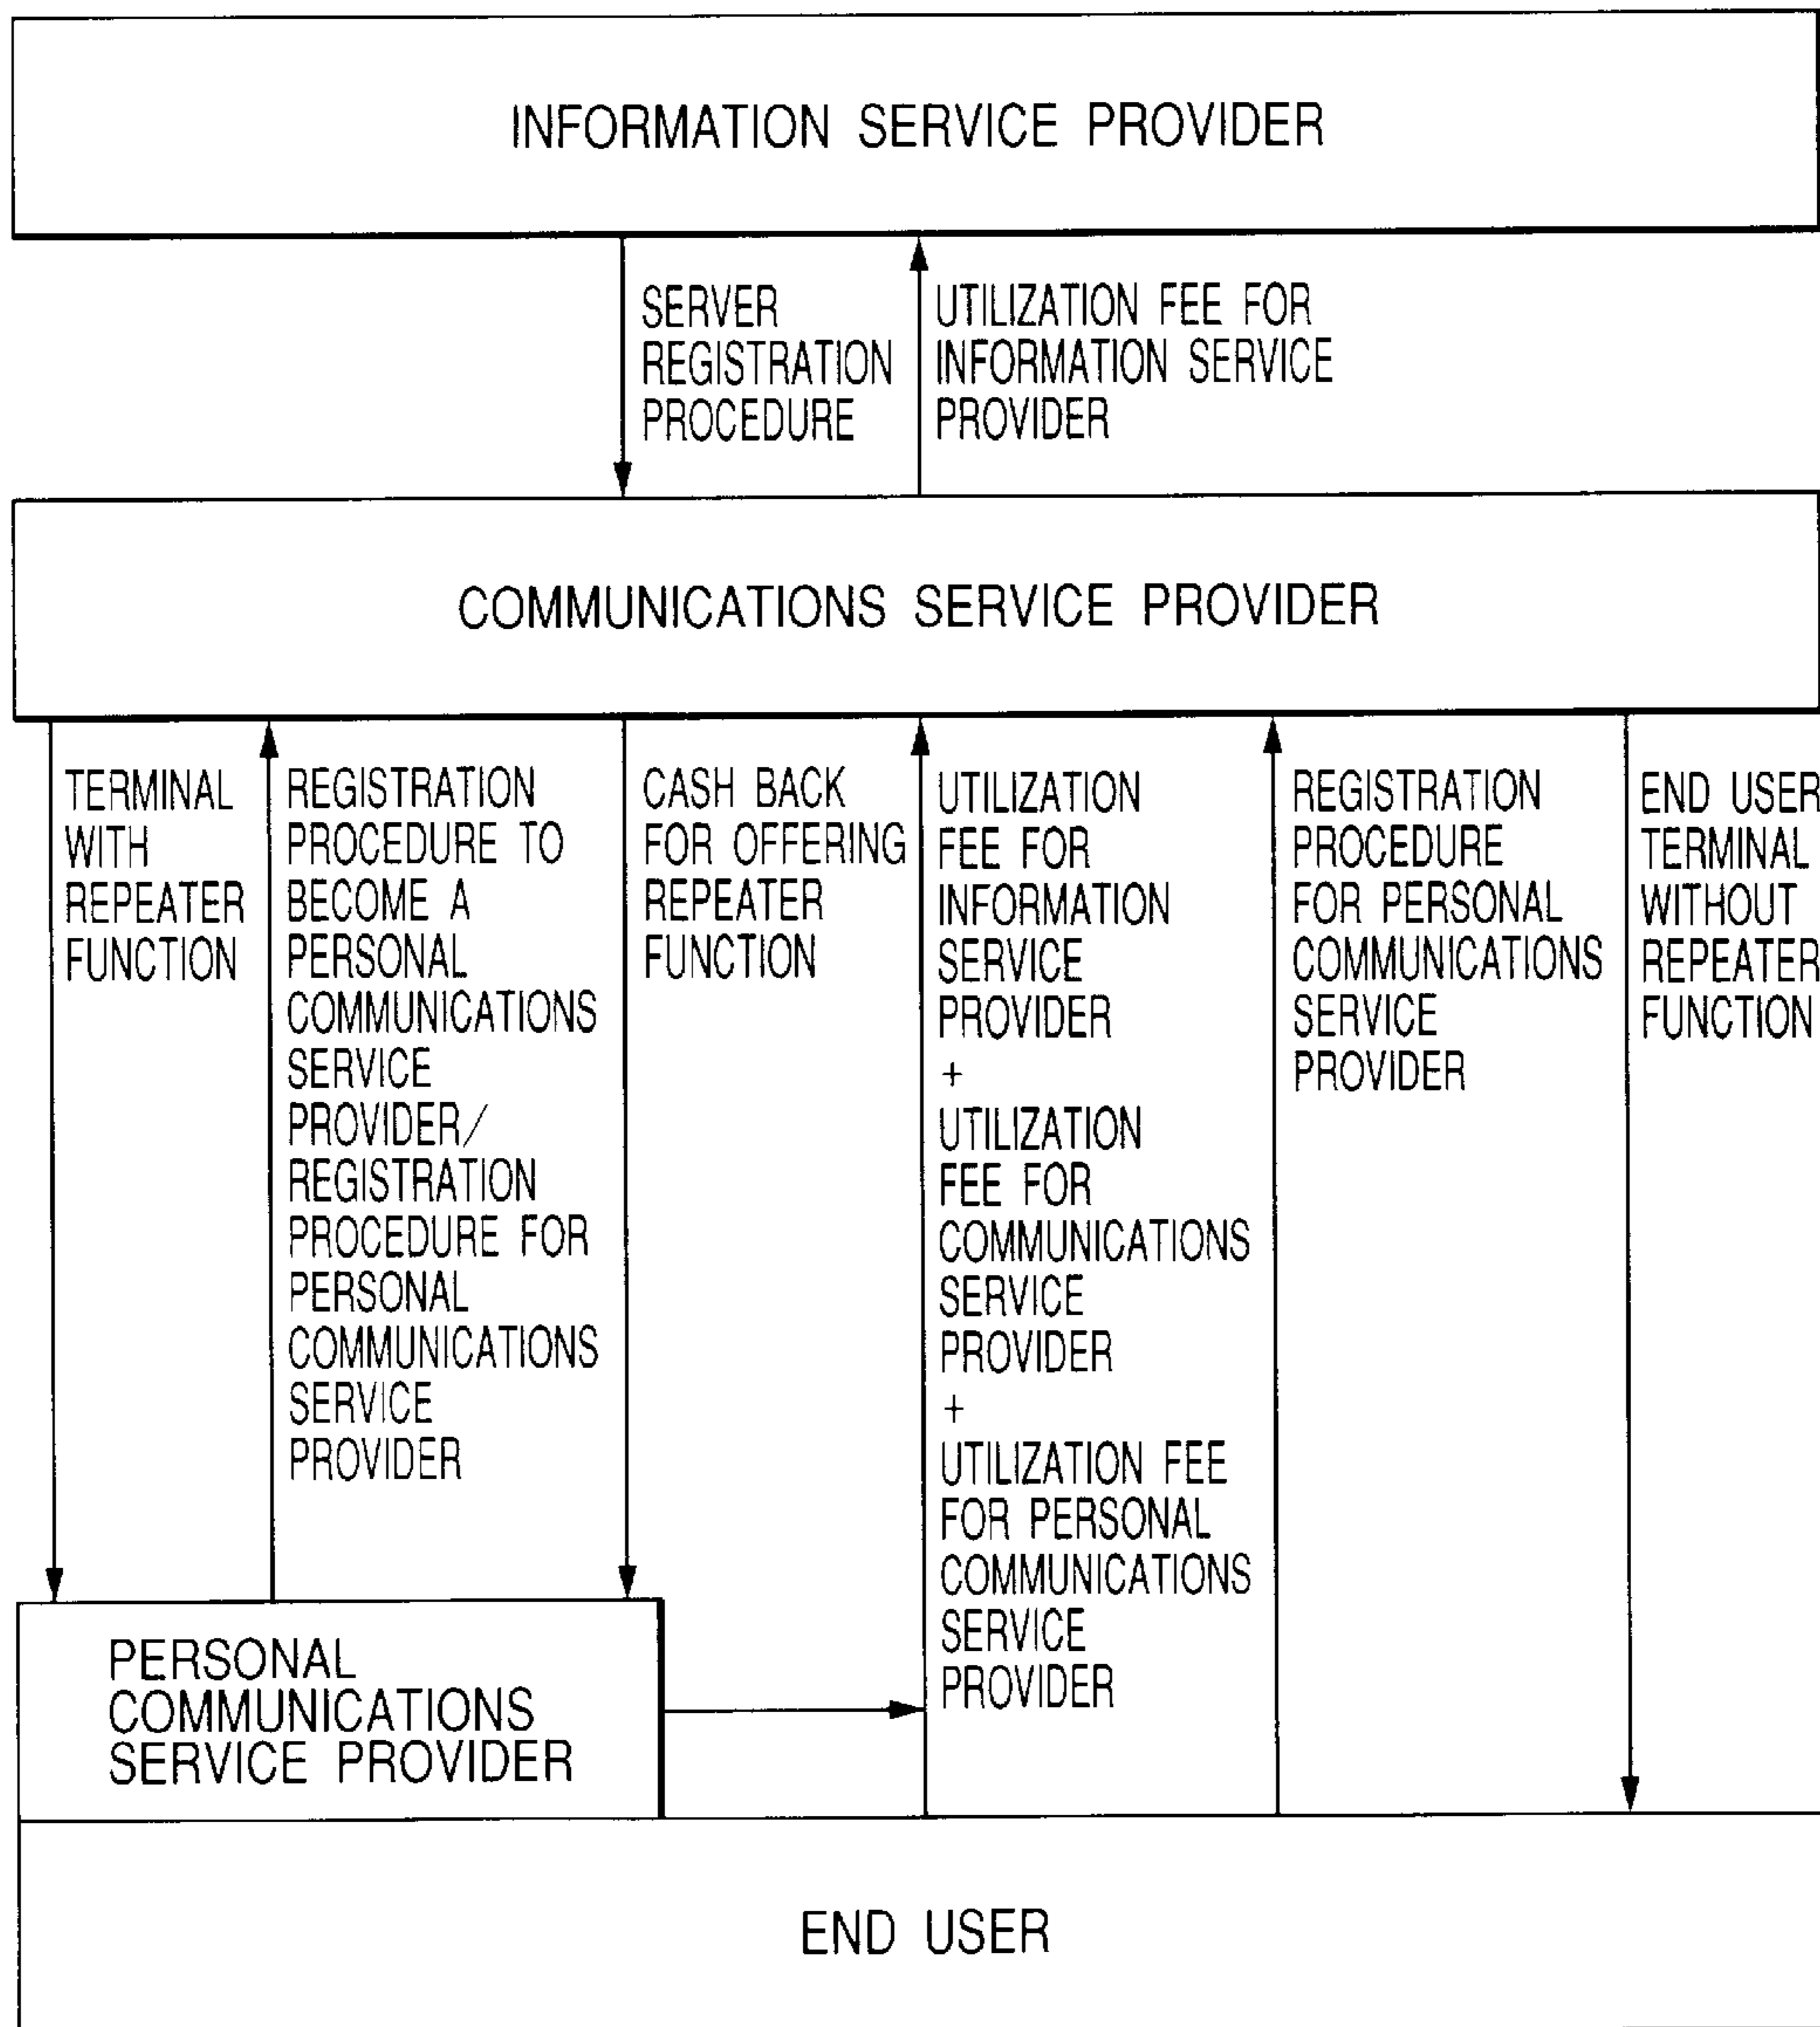 INFORMATION SERVICE PROVIDER
SERVER
REGISTRATION
PROCEDURE
UTILIZATION FEE FOR
INFORMATION SERVICE
PROVIDER
COMMUNICATIONS SERVICE PROVIDER
TERMINAL
WITH
REPEATER
FUNCTION
REGISTRATION
PROCEDURE TO
BECOME A
PERSONAL
COMMUNICATIONS
SERVICE
PROVIDER/
REGISTRATION
PROCEDURE FOR
PERSONAL
COMMUNICATIONS
SERVICE
PROVIDER
CASH BACK
FOR OFFERING
REPEATER
FUNCTION
UTILIZATION
FEE FOR
INFORMATION
SERVICE
PROVIDER
+
UTILIZATION
FEE FOR
COMMUNICATIONS
SERVICE
PROVIDER
+
UTILIZATION FEE
FOR PERSONAL
COMMUNICATIONS
SERVICE
PROVIDER
REGISTRATION
PROCEDURE
FOR PERSONAL
COMMUNICATIONS
SERVICE
PROVIDER
END USER
TERMINAL
WITHOUT
REPEATER
FUNCTION
PERSONAL
COMMUNICATIONS
SERVICE PROVIDER
END USER